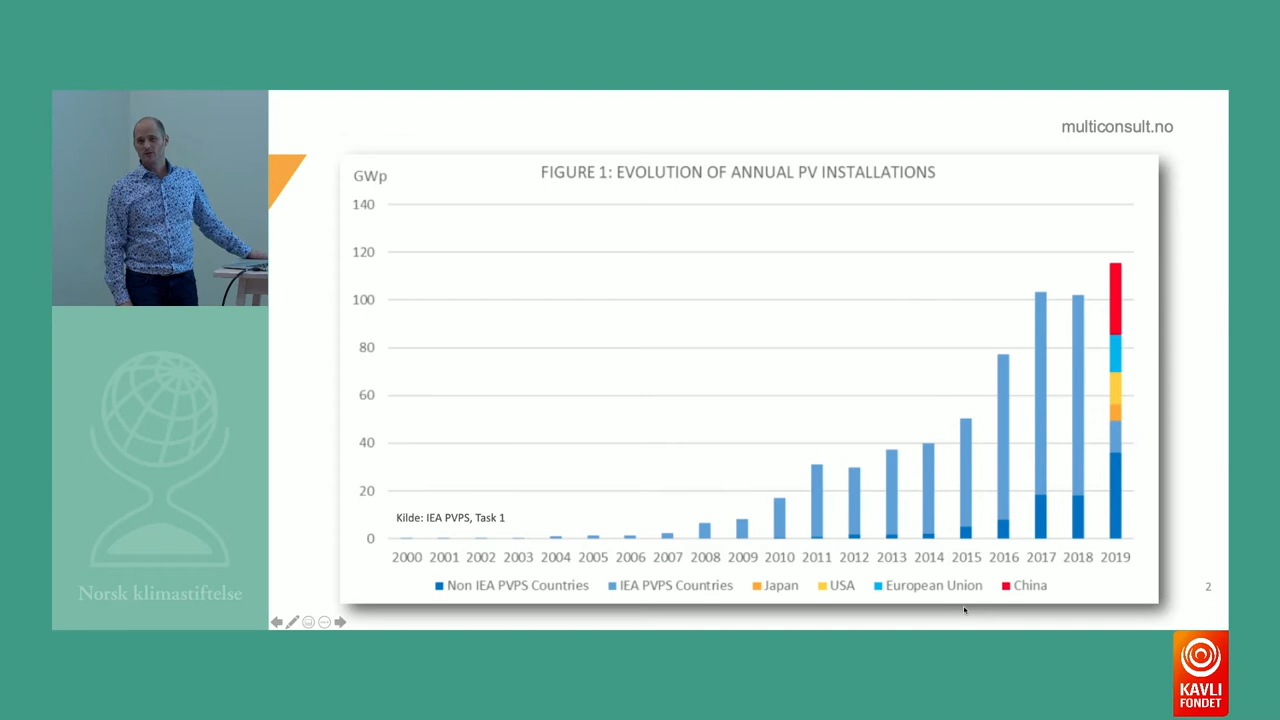 multiconsult.no
FIGURE 1: EVOLUTION OF ANNUAL PV INSTALLATIONS
GWp
140
120
100
80
60
40
20
0
Kilde: IEA PVPS, Task 1
2000 2001 2002 2003 2004 2005 2006 2007 2008 2009 2010 2011 2012 2013 2014 2015 2016 2017 2018 2019
Non IEA PVPS Countries IEA PVPS Countries Japan USA European Union China
2
Norsk klimastiftelse
KAVLI
FONDET